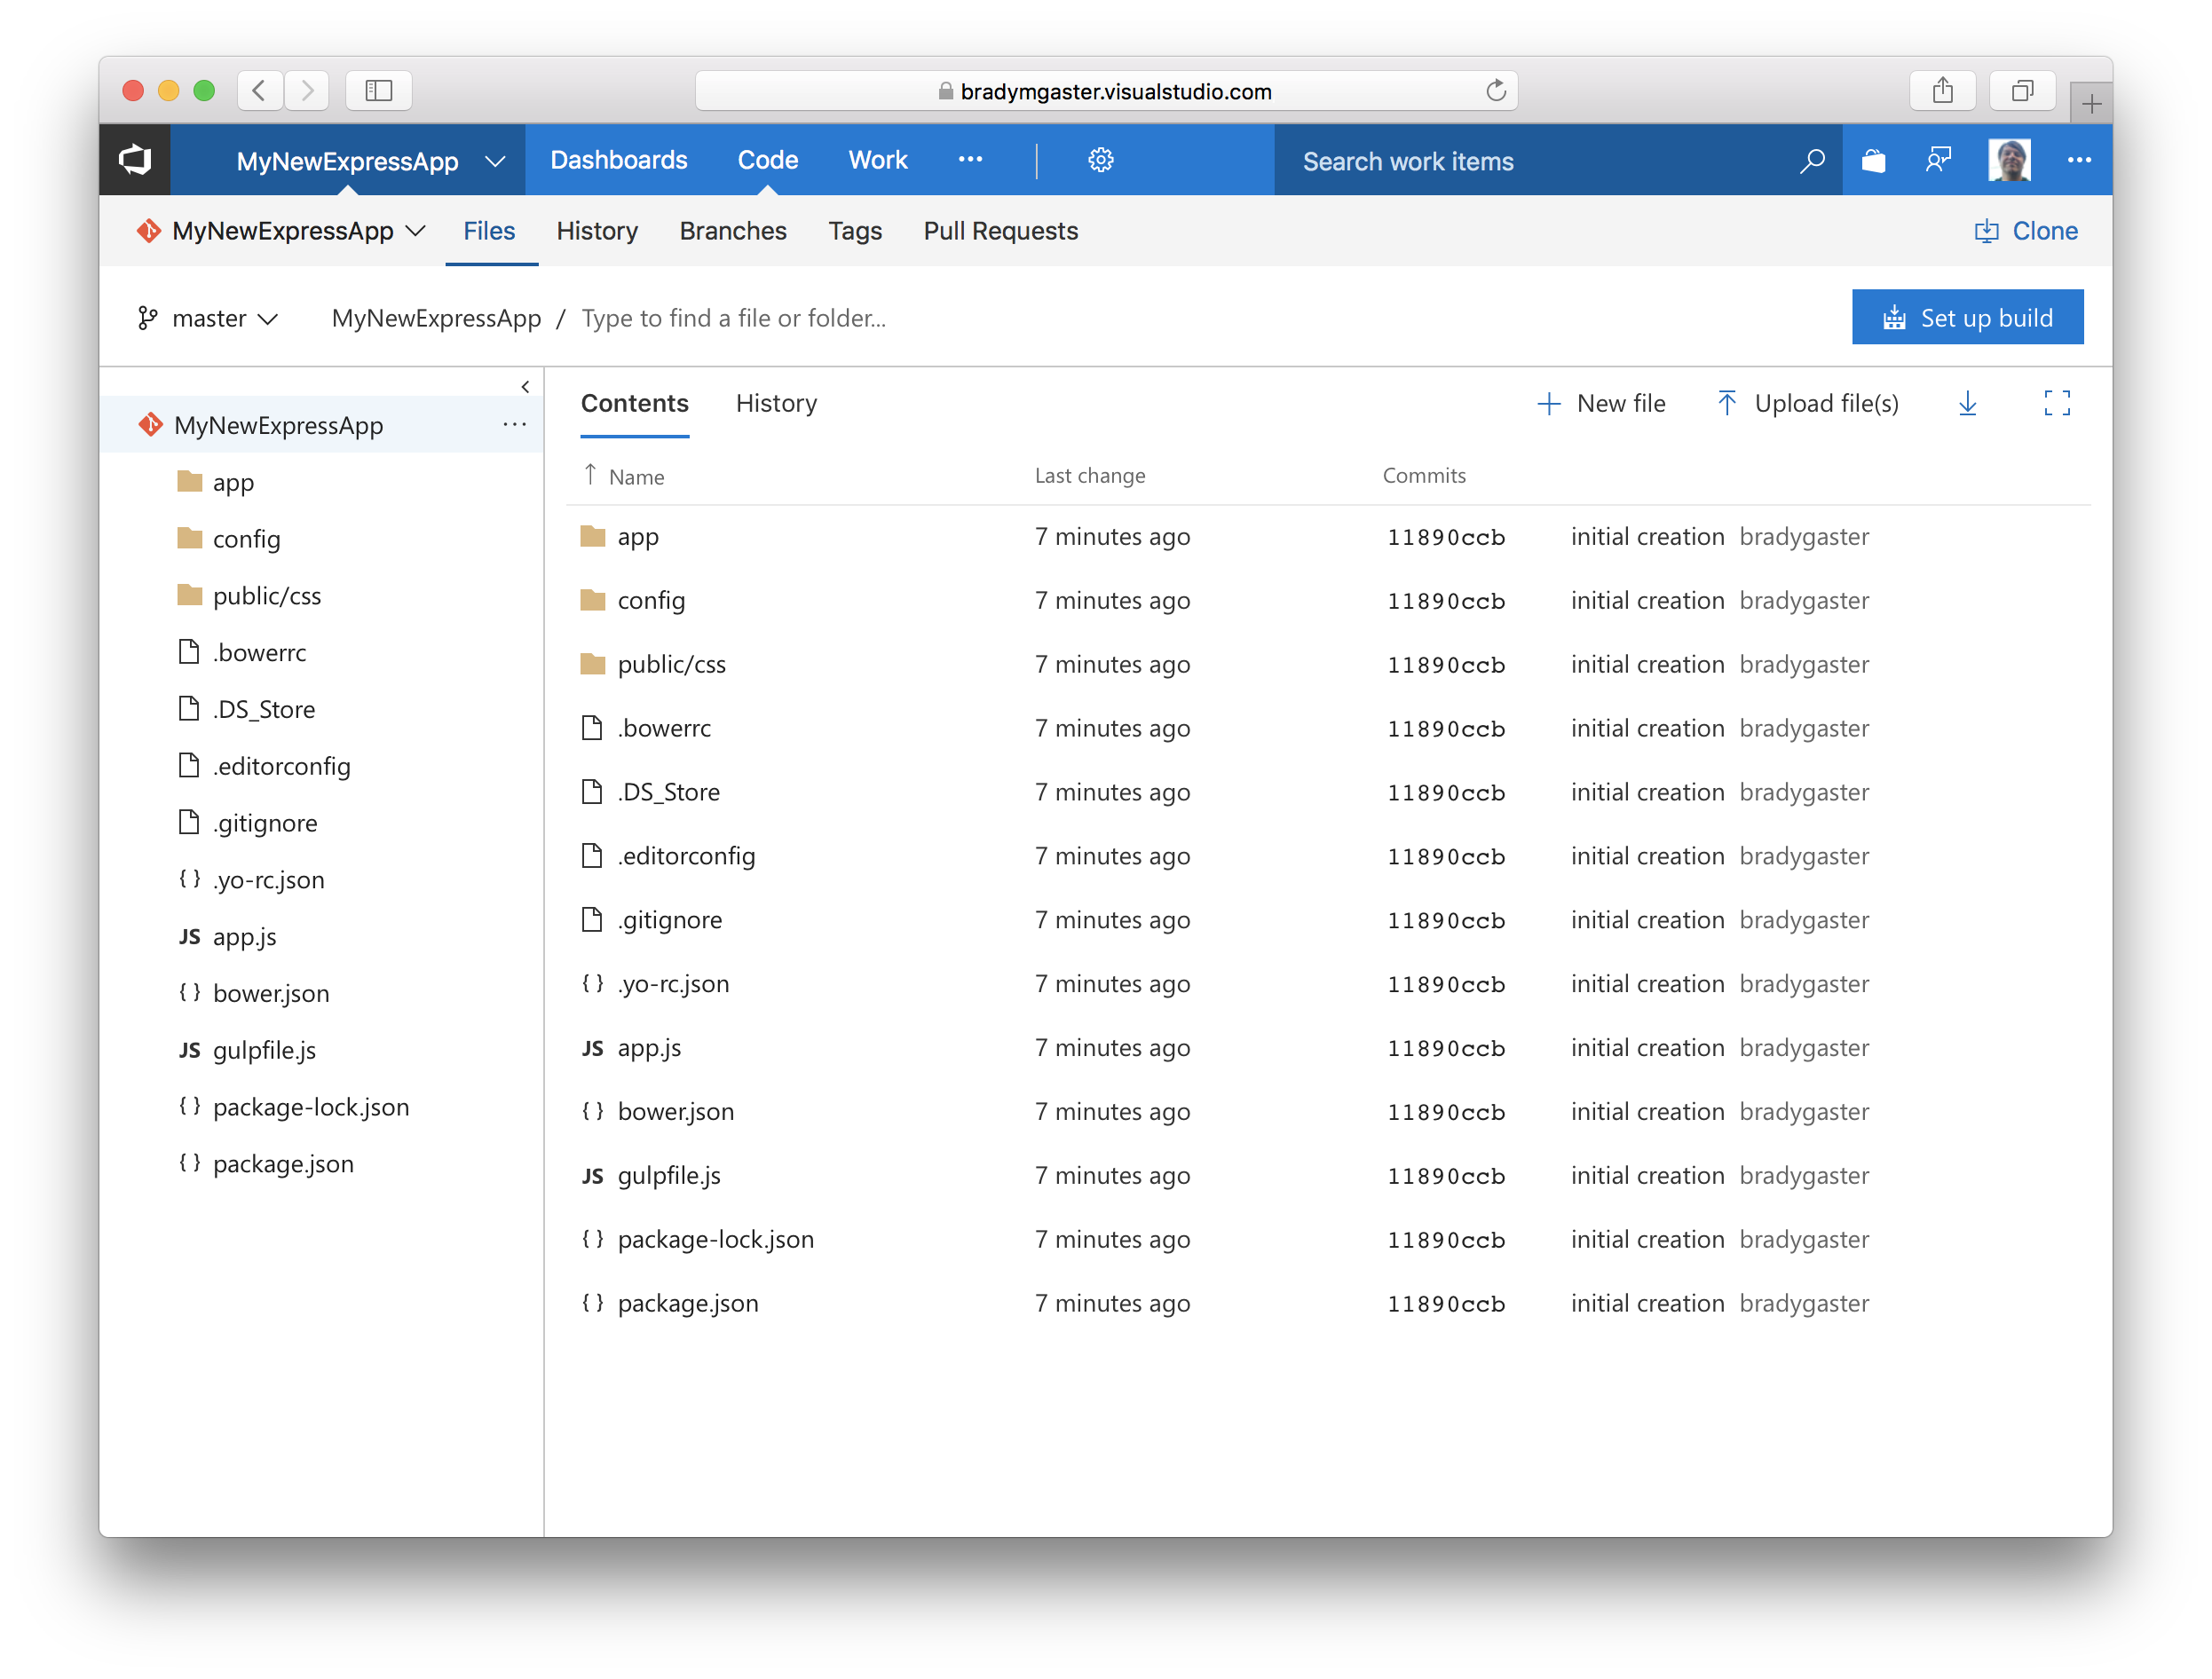 bradymgaster.visualstudio.com
MyNewExpressApp Dashboards Code Work ... Search work items ...
MyNewExpressApp Files History Branches Tags Pull Requests Clone
master MyNewExpressApp / Type to find a file or folder... Set up build
MyNewExpressApp ...
app
config
public/css
.bowerrc
.DS_Store
.editorconfig
.gitignore
{ } .yo-rc.json
JS app.js
{ } bower.json
JS gulpfile.js
{ } package-lock.json
{ } package.json
Contents History New file Upload file(s)
Name Last change Commits
app 7 minutes ago 11890ccb initial creation bradygaster
config 7 minutes ago 11890ccb initial creation bradygaster
public/css 7 minutes ago 11890ccb initial creation bradygaster
.bowerrc 7 minutes ago 11890ccb initial creation bradygaster
.DS_Store 7 minutes ago 11890ccb initial creation bradygaster
.editorconfig 7 minutes ago 11890ccb initial creation bradygaster
.gitignore 7 minutes ago 11890ccb initial creation bradygaster
{ } .yo-rc.json 7 minutes ago 11890ccb initial creation bradygaster
JS app.js 7 minutes ago 11890ccb initial creation bradygaster
{ } bower.json 7 minutes ago 11890ccb initial creation bradygaster
JS gulpfile.js 7 minutes ago 11890ccb initial creation bradygaster
{ } package-lock.json 7 minutes ago 11890ccb initial creation bradygaster
{ } package.json 7 minutes ago 11890ccb initial creation bradygaster